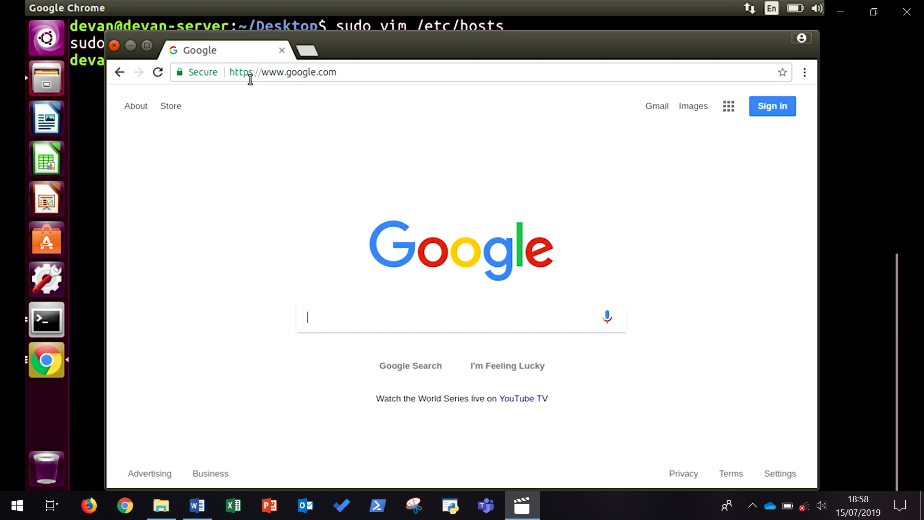 Google Chrome
En
devan@devan-server:~/Desktop$ sudo vim /etc/hosts
sudo
deva
Google
Secure https://www.google.com
About Store Gmail Images Sign in
Google
Google Search I'm Feeling Lucky
Watch the World Series live on YouTube TV
Advertising Business Privacy Terms Settings
18:58
15/07/2019